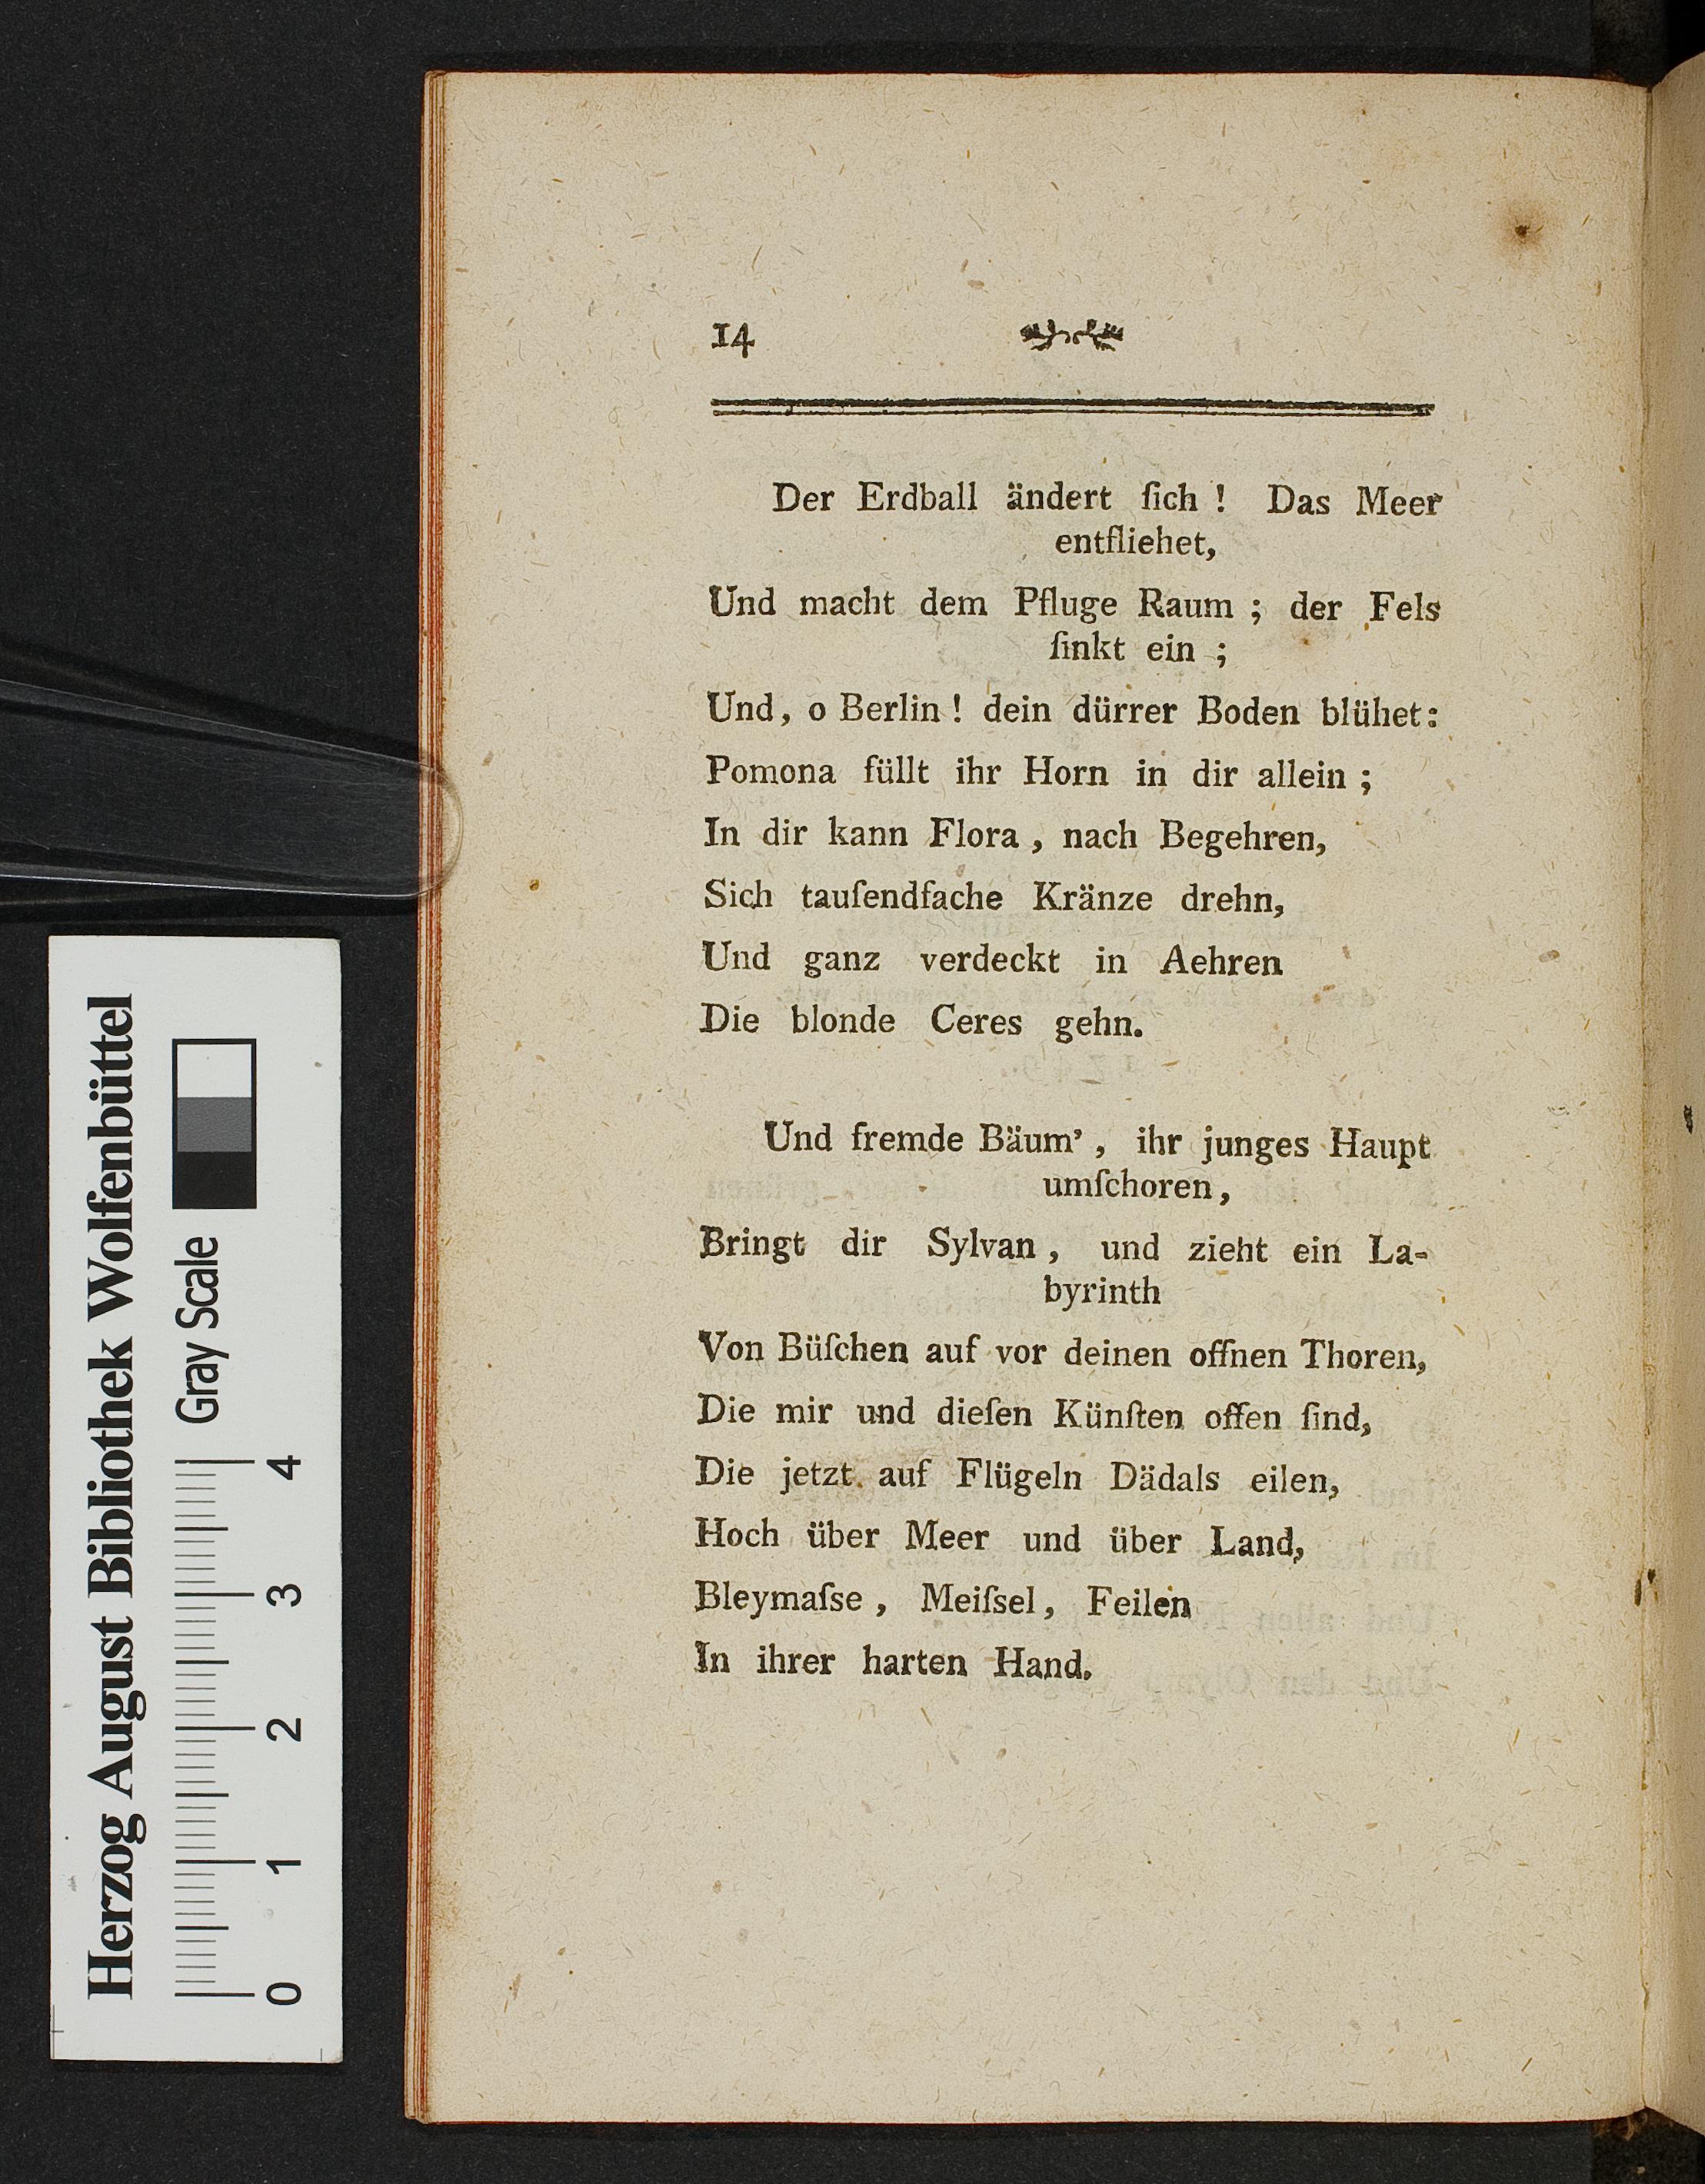 14
Der Erdball ändert ſich ! Das Meer
entfliehet,
Und macht dem Pfluge Raum ; der Fels
ſinkt ein ;
Und, o Berlin ! dein dürrer Boden blühet:
Pomona füllt ihr Horn in dir allein ;
In dir kann Flora , nach Begehren,
Sich tauſendfache Kränze drehn,
Und ganz verdeckt in Aehren
Die blonde Ceres gehn.
Und fremde Bäum’ , ihr junges Haupt
umſchoren ,
Bringt dir Sylvan , und zieht ein La-
byrinth
Von Büſchen auf vor deinen offnen Thoren,
Die mir und dieſen Künſten offen ſind,
Die jetzt auf Flügeln Dädals eilen,
Hoch über Meer und über Land,
Bleymaſse , Meiſsel , Feilen
In ihrer harten Hand.
Herzog August Bibliothek Wolfenbüttel
Gray Scale
0 1 2 3 4